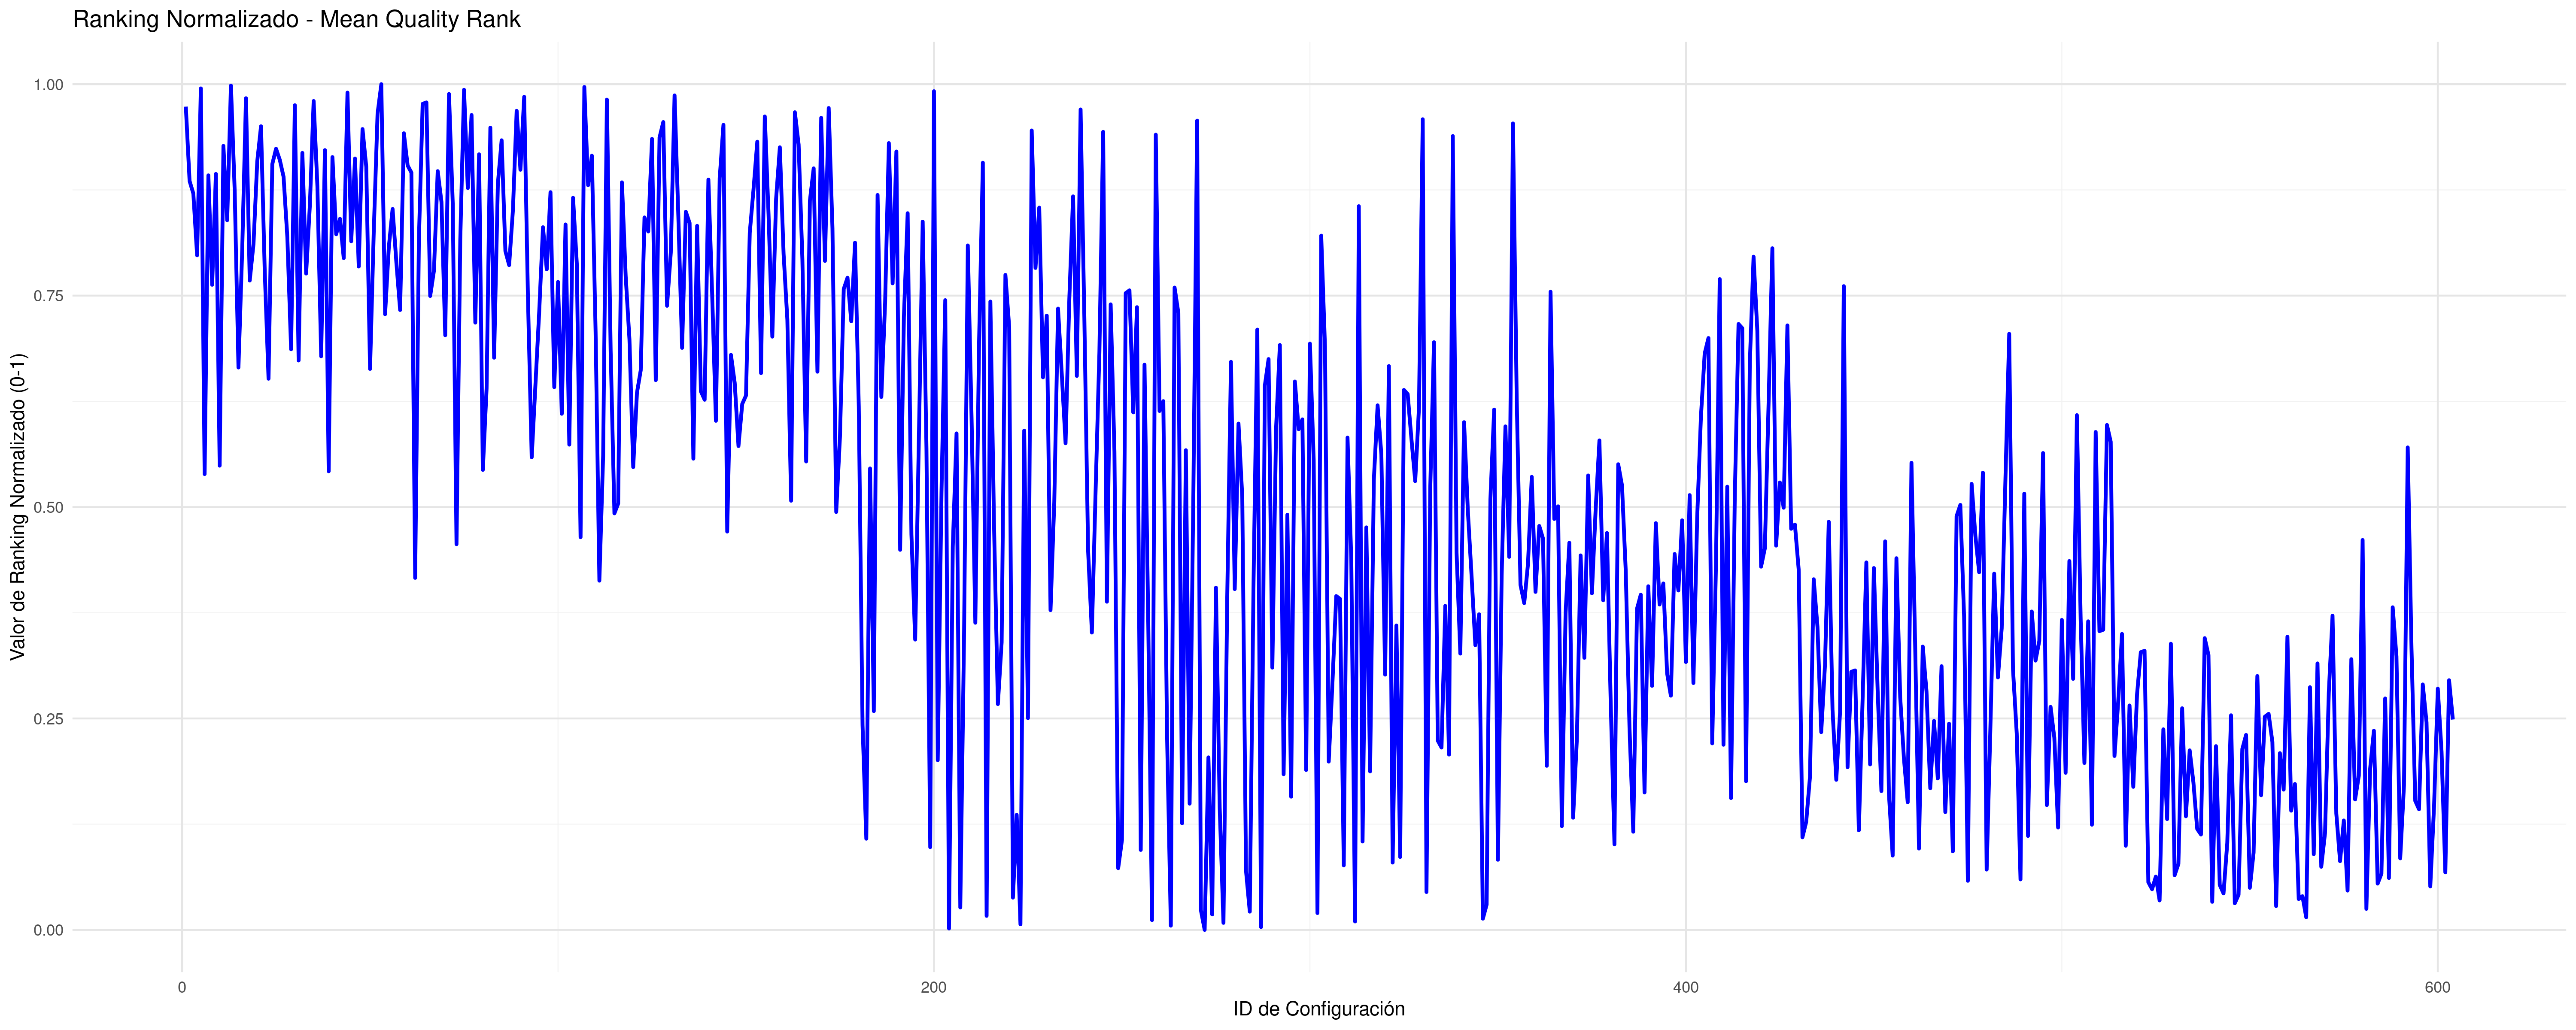 Ranking Normalizado - Mean Quality Rank
Valor de Ranking Normalizado (0-1)
1.00
0.75
0.50
0.25
0.00
0 200 400 600
ID de Configuración